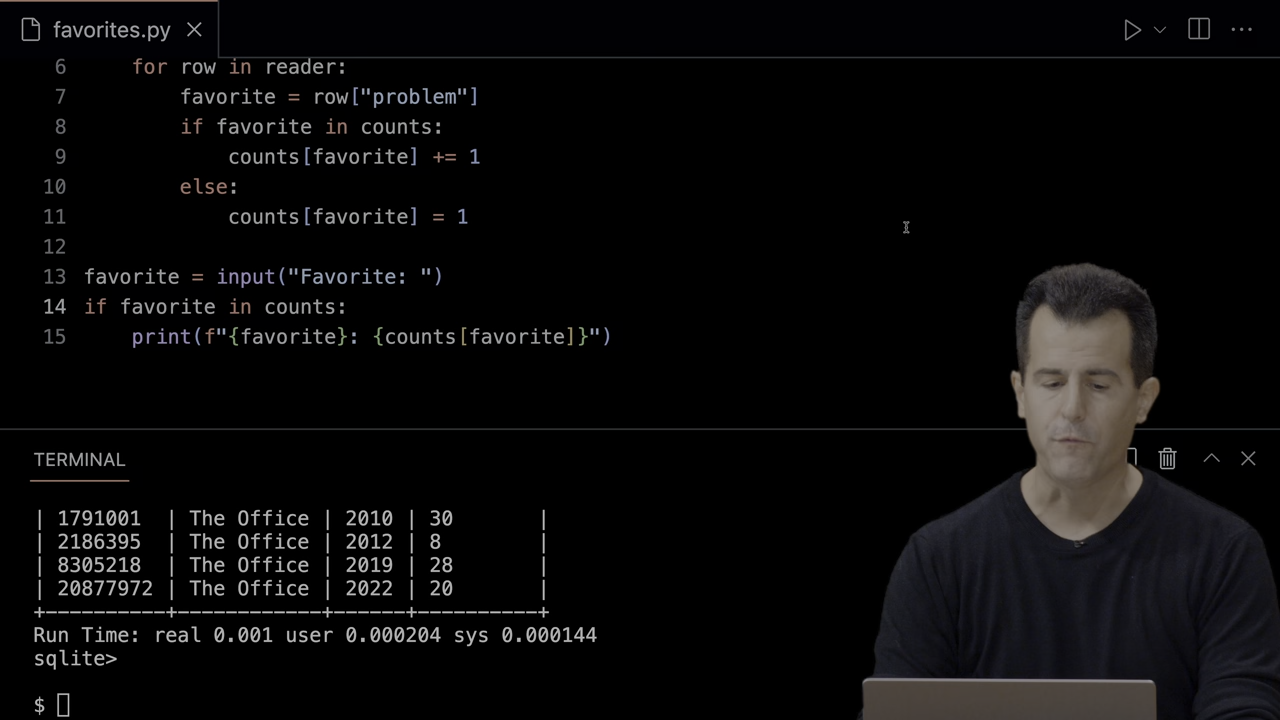 favorites.py
6 for row in reader:
7 favorite = row["problem"]
8 if favorite in counts:
9 counts[favorite] += 1
10 else:
11 counts[favorite] = 1
12
13 favorite = input("Favorite: ")
14 if favorite in counts:
15 print(f"{favorite}: {counts[favorite]}")
TERMINAL
| 1791001 | The Office | 2010 | 30 |
| 2186395 | The Office | 2012 | 8 |
| 8305218 | The Office | 2019 | 28 |
| 20877972 | The Office | 2022 | 20 |
+----------+------------+------+----------+
Run Time: real 0.001 user 0.000204 sys 0.000144
sqlite>
$